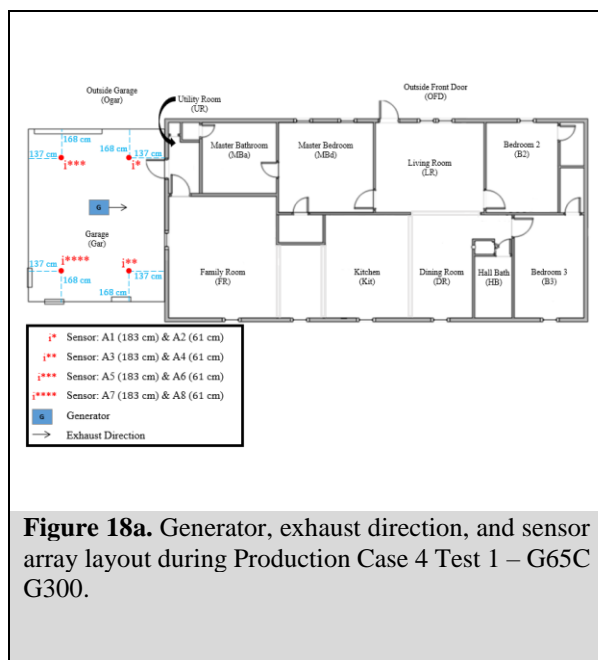 Outside Garage
(Ogar)
Utility Room
(UR)
Outside Front Door
(OFD)
168 cm
168 cm
137 cm
137 cm
i***
i*
Master Bathroom
(MBa)
Master Bedroom
(MBd)
Living Room
(LR)
Bedroom 2
(B2)
G
Garage
(Gar)
i****
i**
137 cm
137 cm
168 cm
168 cm
Family Room
(FR)
Kitchen
(Kit)
Dining Room
(DR)
Hall Bath
(HB)
Bedroom 3
(B3)
i* Sensor: A1 (183 cm) & A2 (61 cm)
i** Sensor: A3 (183 cm) & A4 (61 cm)
i*** Sensor: A5 (183 cm) & A6 (61 cm)
i**** Sensor: A7 (183 cm) & A8 (61 cm)
G Generator
Exhaust Direction
Figure 18a. Generator, exhaust direction, and sensor
array layout during Production Case 4 Test 1 – G65C
G300.